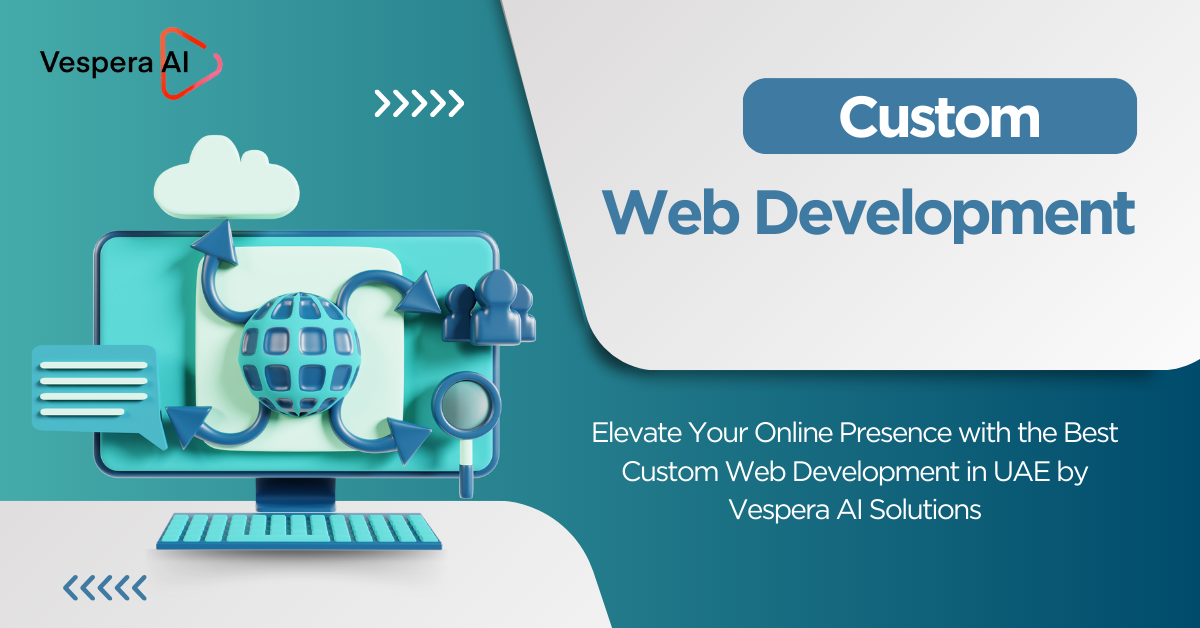 Vespera AI
Custom
Web Development
Elevate Your Online Presence with the Best
Custom Web Development in UAE by
Vespera AI Solutions